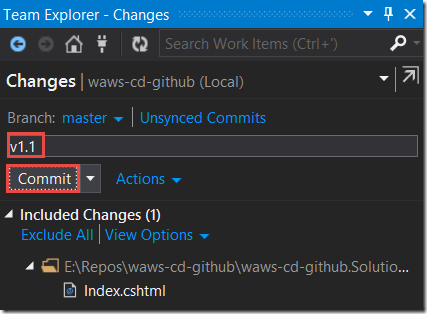 Team Explorer - Changes
Search Work Items (Ctrl+')
Changes | waws-cd-github (Local)
Branch: master Unsynced Commits
v1.1
Commit Actions
Included Changes (1)
Exclude All | View Options
E:\Repos\waws-cd-github\waws-cd-github.Solutio...
Index.cshtml